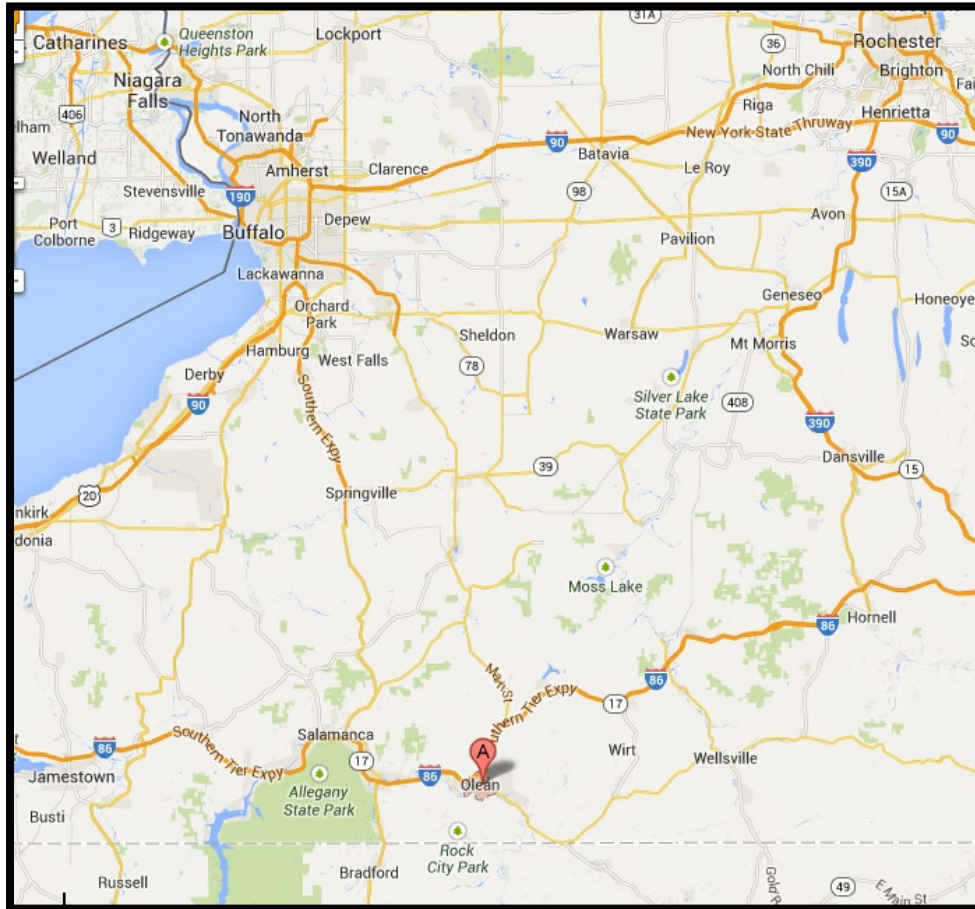 31A
Queenston
Heights Park
Lockport
Catharines
36
Rochester
Niagara
Falls
North Chili
Brighton
406
North
Tonawanda
Riga
Henrietta
New York State Thruway
90
90
Welland
Amherst
Clarence
Batavia
Le Roy
390
Stevensville
190
98
15A
Port
Colborne
3
Ridgeway
Buffalo
Depew
Avon
Pavilion
Lackawanna
Orchard
Park
Geneseo
Honeoye
Sheldon
Warsaw
Mt Morris
Hamburg
West Falls
78
Derby
Silver Lake
State Park
408
90
Southern Expy
390
39
Dansville
15
20
Springville
Moss Lake
86
Hornell
Main St
86
17
Southern Tier Expy
Southern Tier Expy
Salamanca
86
17
A
Wirt
Wellsville
Jamestown
86
Olean
Allegany
State Park
Busti
Rock
City Park
Russell
Bradford
49
E Main St